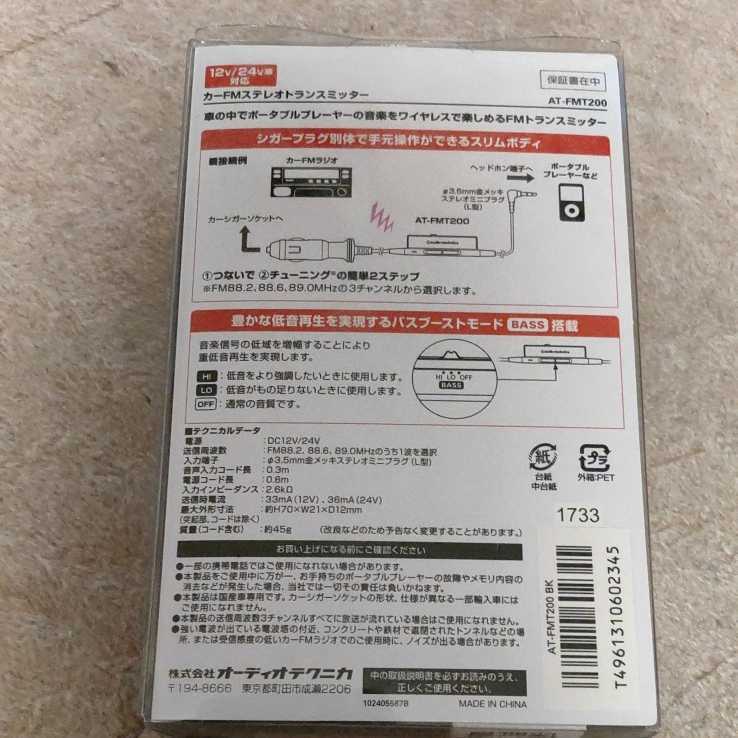 12V/24V車
対応
保証書在中
カーFMステレオトランスミッター
AT-FMT200
車の中でポータブルプレーヤーの音楽をワイヤレスで楽しめるFMトランスミッター
シガープラグ別体で手元操作ができるスリムボディ
接続例
カーFMラジオ
ヘッドホン端子へ
ポータブル
プレーヤーなど
φ3.5mm金メッキ
ステレオミニプラグ
(L型)
カーシガーソケットへ
AT-FMT200
audio-technica
①つないで ②チューニング※の簡単2ステップ
※FM88.2、88.6、89.0MHzの3チャンネルから選択します。
豊かな低音再生を実現するバスブーストモード BASS 搭載
音楽信号の低域を増幅することにより
重低音再生を実現します。
HI :低音をより強調したいときに使用します。
LO :低音がもの足りないときに使用します。
OFF :通常の音質です。
HI LO OFF
BASS
audio-technica
■テクニカルデータ
電源 :DC12V/24V
送信周波数 :FM88.2、88.6、89.0MHzのうち1波を選択
入力端子 :φ3.5mm金メッキステレオミニプラグ(L型)
音声入力コード長 :0.3m
電源コード長 :0.6m
入力インピーダンス :2.6kΩ
送信時電流 :33mA(12V)、36mA(24V)
最大外形寸法 :約H70×W21×D12mm
(突起部、コードは除く)
質量(コード含む) :約45g (改良などのため予告なく変更することがあります。)
紙
台紙
中台紙
プラ
外箱:PET
1733
お買い上げになる前にご確認ください
●一部の携帯電話ではご使用になれない場合があります。
●本製品をご使用中に万が一、お手持ちのポータブルプレーヤーの故障やメモリ内容の
消去などが発生した場合、当社では一切その責任は負いかねます。
●本製品は国産車専用です。カーシガーソケットの形状、仕様が異なる一部輸入車には
ご使用になれません。
●本製品の送信周波数3チャンネルすべてに放送が流れている場合はご使用になれません。
●強い電波が出ている電波塔の付近、コンクリートや鉄材で遮閉されたトンネルなどの場
所、または受信感度の低いカーFMラジオでのご使用時に、ノイズが出る場合があります。
AT-FMT200 BK
T4961310602345
株式会社オーディオテクニカ
〒194-8666 東京都町田市成瀬2206
中の取扱説明書を必ずお読みのうえ、
正しくご使用ください。
102405567B
MADE IN CHINA